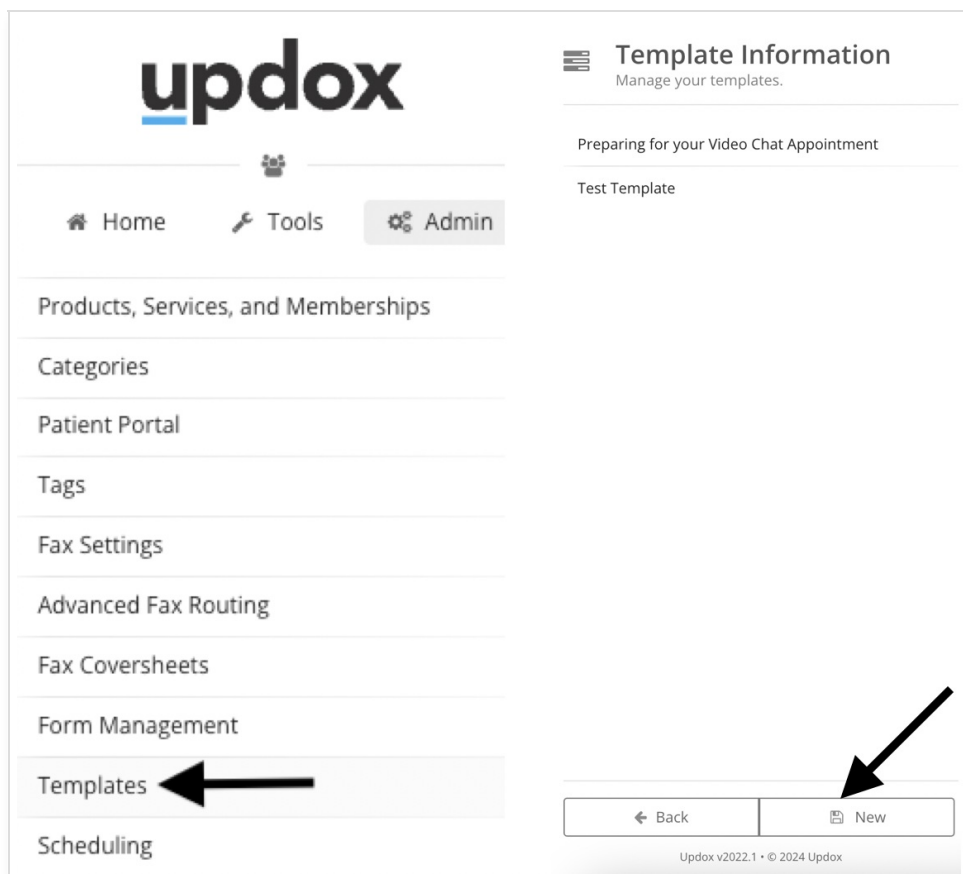 updox
Home Tools Admin
Products, Services, and Memberships
Categories
Patient Portal
Tags
Fax Settings
Advanced Fax Routing
Fax Coversheets
Form Management
Templates
Scheduling
Template Information
Manage your templates.
Preparing for your Video Chat Appointment
Test Template
Back New
Updox v2022.1 • © 2024 Updox